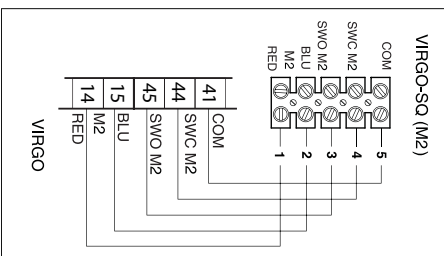 VIRGO-SQ (M2)
COM
SWC M2
SWO M2
BLU
M2
RED
5
4
3
2
1
41
44
45
15
14
COM
SWC M2
SWO M2
BLU
M2
RED
VIRGO